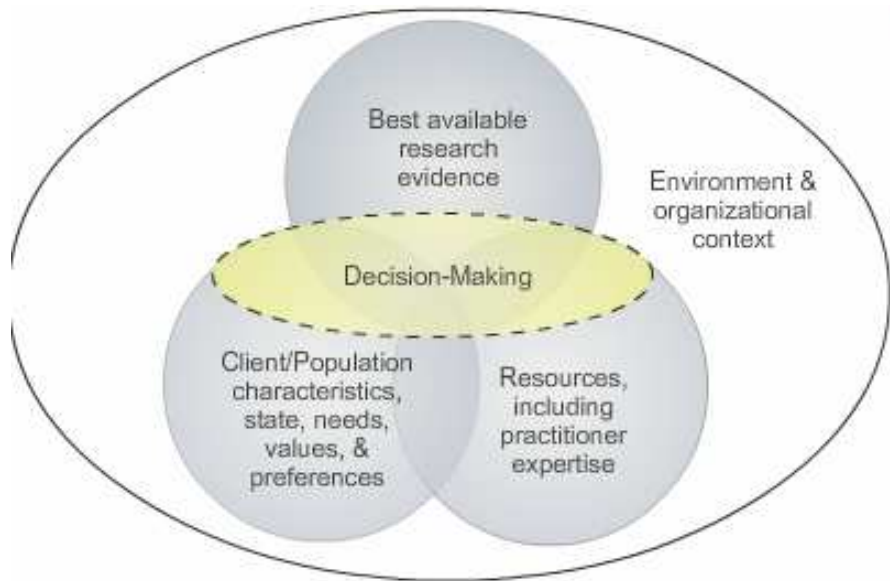 Best available
research
evidence
Environment &
organizational
context
Decision-Making
Client/Population
characteristics,
state, needs,
values, &
preferences
Resources,
including
practitioner
expertise